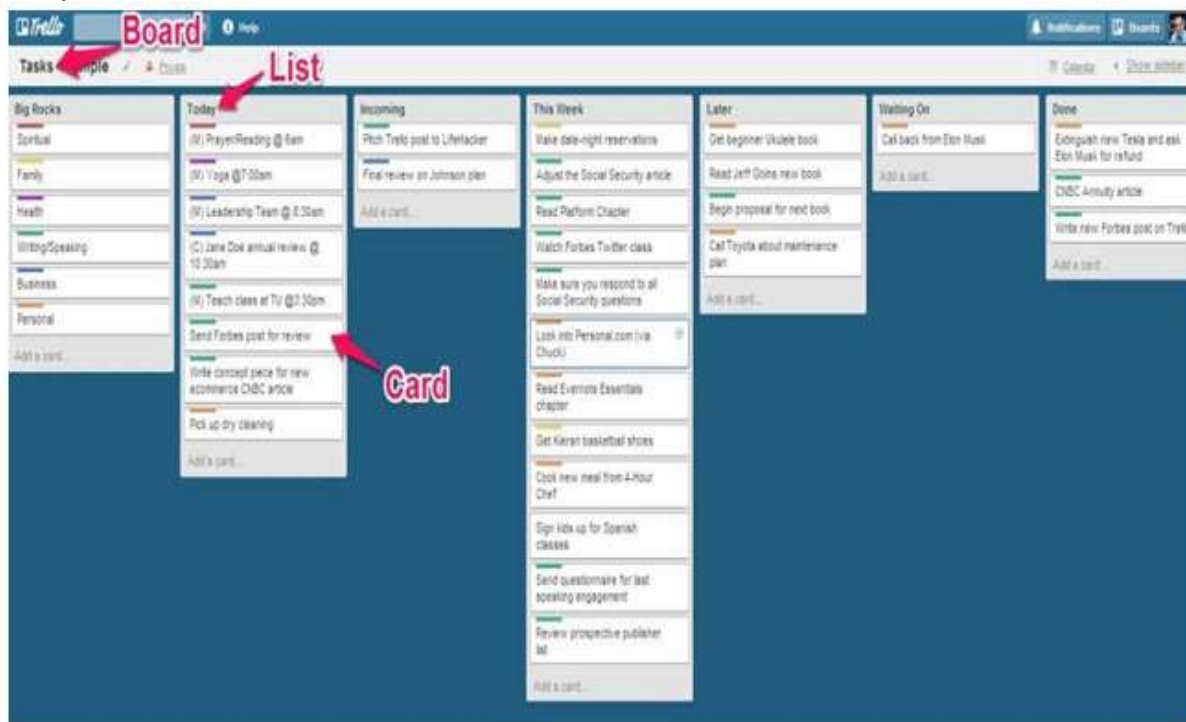 Trello
Board
Help
Notifications
Boards
Tasks
Calendar
Show sidebar
List
Big Rocks
Spiritual
Family
Health
Writing/Speaking
Business
Personal
Add a card...
Today
(M) Prayer/Reading @ 6am
(M) Yoga @7:00am
(M) Leadership Team @ 8:30am
(C) Jane Doe annual review @
10:30am
(M) Teach class at TU @3:30pm
Send Forbes post for review
Write concept piece for new
ecommerce CNBC article
Pick up dry cleaning
Add a card...
Card
Incoming
Pitch Trello post to Lifehacker
Final review on Johnson plan
Add a card...
This Week
Make date-night reservations
Adjust the Social Security article
Read Platform Chapter
Watch Forbes Twitter class
Make sure you respond to all
Social Security questions
Look into Personal.com (via
Chuck)
Read Evernote Essentials
chapter
Get Kieran basketball shoes
Cook new meal from 4-Hour
Chef
Sign kids up for Spanish
classes
Send questionnaire for last
speaking engagement
Review prospective publisher
list
Add a card...
Later
Get beginner Ukulele book
Read Jeff Goins new book
Begin proposal for next book
Call Toyota about maintenance
plan
Add a card...
Waiting On
Call back from Elon Musk
Add a card...
Done
Extinguish new Tesla and ask
Elon Musk for refund
CNBC Annuity article
Write new Forbes post on
Add a card...